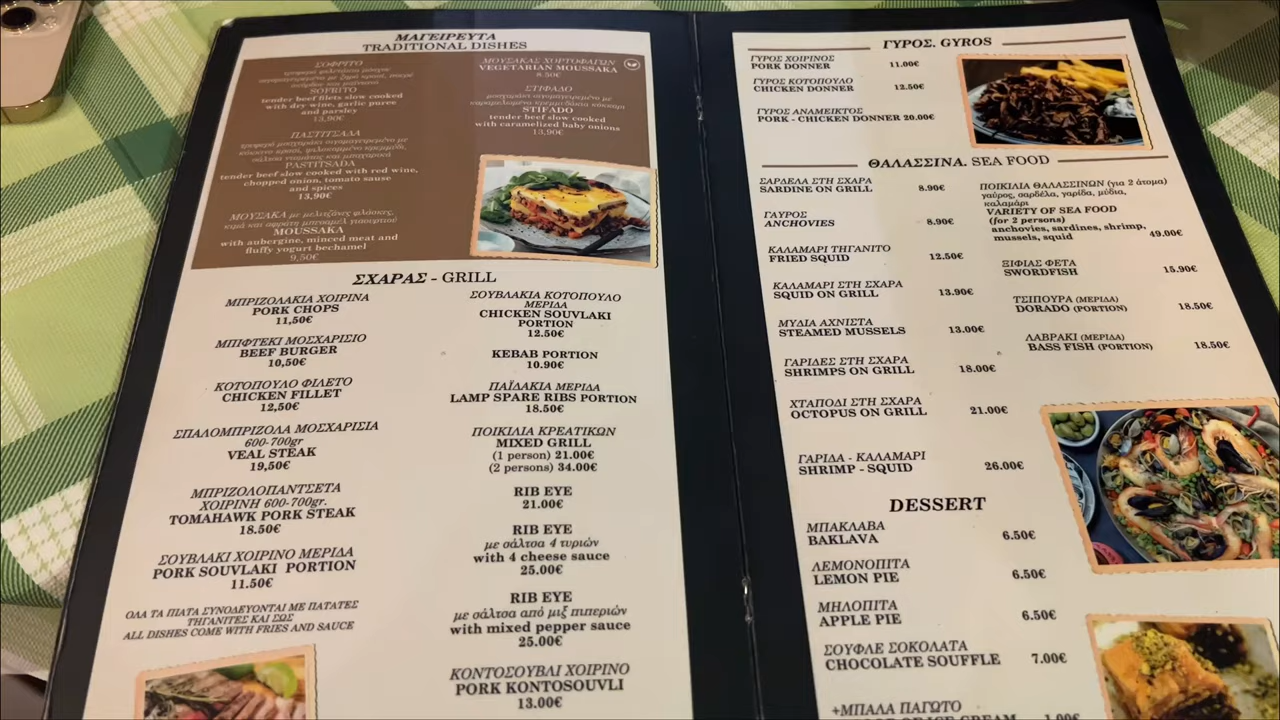 ΜΑΓΕΙΡΕΥΤΑ
TRADITIONAL DISHES
ΣΟΦΡΙΤΟ
SOFRITO
tender beef filets slow cooked
with dry wine, garlic puree
and parsley
13,90€
ΠΑΣΤΙΤΣΑΔΑ
PASTITSADA
tender beef slow cooked with red wine,
chopped onion, tomato sause
and spices
13,90€
ΜΟΥΣΑΚΑ με μελιτζάνες φλάσκες,
κιμά και αφράτη μπεσαμέλ γιαουρτιού
MOUSSAKA
with aubergine, minced meat and
fluffy yogurt bechamel
9,50€
ΜΟΥΣΑΚΑΣ ΧΟΡΤΟΦΑΓΩΝ
VEGETARIAN MOUSSAKA
8.50€
ΣΤΙΦΑΔΟ
STIFADO
tender beef slow cooked
with caramelized baby onions
13,90€
ΣΧΑΡΑΣ - GRILL
ΜΠΡΙΖΟΛΑΚΙΑ ΧΟΙΡΙΝΑ
PORK CHOPS
11,50€
ΜΠΙΦΤΕΚΙ ΜΟΣΧΑΡΙΣΙΟ
BEEF BURGER
10,50€
ΚΟΤΟΠΟΥΛΟ ΦΙΛΕΤΟ
CHICKEN FILLET
12,50€
ΣΠΑΛΟΜΠΡΙΖΟΛΑ ΜΟΣΧΑΡΙΣΙΑ
600-700gr
VEAL STEAK
19,50€
ΜΠΡΙΖΟΛΟΠΑΝΤΣΕΤΑ
ΧΟΙΡΙΝΗ 600-700gr.
TOMAHAWK PORK STEAK
18.50€
ΣΟΥΒΛΑΚΙ ΧΟΙΡΙΝΟ ΜΕΡΙΔΑ
PORK SOUVLAKI PORTION
11.50€
ΟΛΑ ΤΑ ΠΙΑΤΑ ΣΥΝΟΔΕΥΟΝΤΑΙ ΜΕ ΠΑΤΑΤΕΣ
ΤΗΓΑΝΙΤΕΣ ΚΑΙ ΣΩΣ
ALL DISHES COME WITH FRIES AND SAUCE
ΣΟΥΒΛΑΚΙΑ ΚΟΤΟΠΟΥΛΟ
ΜΕΡΙΔΑ
CHICKEN SOUVLAKI
PORTION
12.50€
KEBAB PORTION
10.90€
ΠΑΪΔΑΚΙΑ ΜΕΡΙΔΑ
LAMP SPARE RIBS PORTION
18.50€
ΠΟΙΚΙΛΙΑ ΚΡΕΑΤΙΚΩΝ
MIXED GRILL
(1 person) 21.00€
(2 persons) 34.00€
RIB EYE
21.00€
RIB EYE
με σάλτσα 4 τυριών
with 4 cheese sauce
25.00€
RIB EYE
με σάλτσα από μιξ πιπεριών
with mixed pepper sauce
25.00€
ΚΟΝΤΟΣΟΥΒΛΙ ΧΟΙΡΙΝΟ
PORK KONTOSOUVLI
13.00€
ΓΥΡΟΣ. GYROS
ΓΥΡΟΣ ΧΟΙΡΙΝΟΣ
PORK DONNER 11.00€
ΓΥΡΟΣ ΚΟΤΟΠΟΥΛΟ
CHICKEN DONNER 12.50€
ΓΥΡΟΣ ΑΝΑΜΕΙΚΤΟΣ
PORK - CHICKEN DONNER 20.00€
ΘΑΛΑΣΣΙΝΑ. SEA FOOD
ΣΑΡΔΕΛΑ ΣΤΗ ΣΧΑΡΑ
SARDINE ON GRILL 8.90€
ΓΑΥΡΟΣ
ANCHOVIES 8.90€
ΚΑΛΑΜΑΡΙ ΤΗΓΑΝΙΤΟ
FRIED SQUID 12.50€
ΚΑΛΑΜΑΡΙ ΣΤΗ ΣΧΑΡΑ
SQUID ON GRILL 13.90€
ΜΥΔΙΑ ΑΧΝΙΣΤΑ
STEAMED MUSSELS 13.00€
ΓΑΡΙΔΕΣ ΣΤΗ ΣΧΑΡΑ
SHRIMPS ON GRILL 18.00€
ΧΤΑΠΟΔΙ ΣΤΗ ΣΧΑΡΑ
OCTOPUS ON GRILL 21.00€
ΓΑΡΙΔΑ - ΚΑΛΑΜΑΡΙ
SHRIMP - SQUID 26.00€
ΠΟΙΚΙΛΙΑ ΘΑΛΑΣΣΙΝΩΝ (για 2 άτομα)
γαύρος, σαρδέλα, γαρίδα, μύδια,
καλαμάρι
VARIETY OF SEA FOOD
(for 2 persons)
anchovies, sardines, shrimp,
mussels, squid 49.00€
ΞΙΦΙΑΣ ΦΕΤΑ
SWORDFISH 15.90€
ΤΣΙΠΟΥΡΑ (ΜΕΡΙΔΑ)
DORADO (PORTION) 18.50€
ΛΑΒΡΑΚΙ (ΜΕΡΙΔΑ)
BASS FISH (PORTION) 18.50€
DESSERT
ΜΠΑΚΛΑΒΑ
BAKLAVA 6.50€
ΛΕΜΟΝΟΠΙΤΑ
LEMON PIE 6.50€
ΜΗΛΟΠΙΤΑ
APPLE PIE 6.50€
ΣΟΥΦΛΕ ΣΟΚΟΛΑΤΑ
CHOCOLATE SOUFFLE 7.00€
+ΜΠΑΛΑ ΠΑΓΩΤΟ
OF ICE CREAM 1.00€